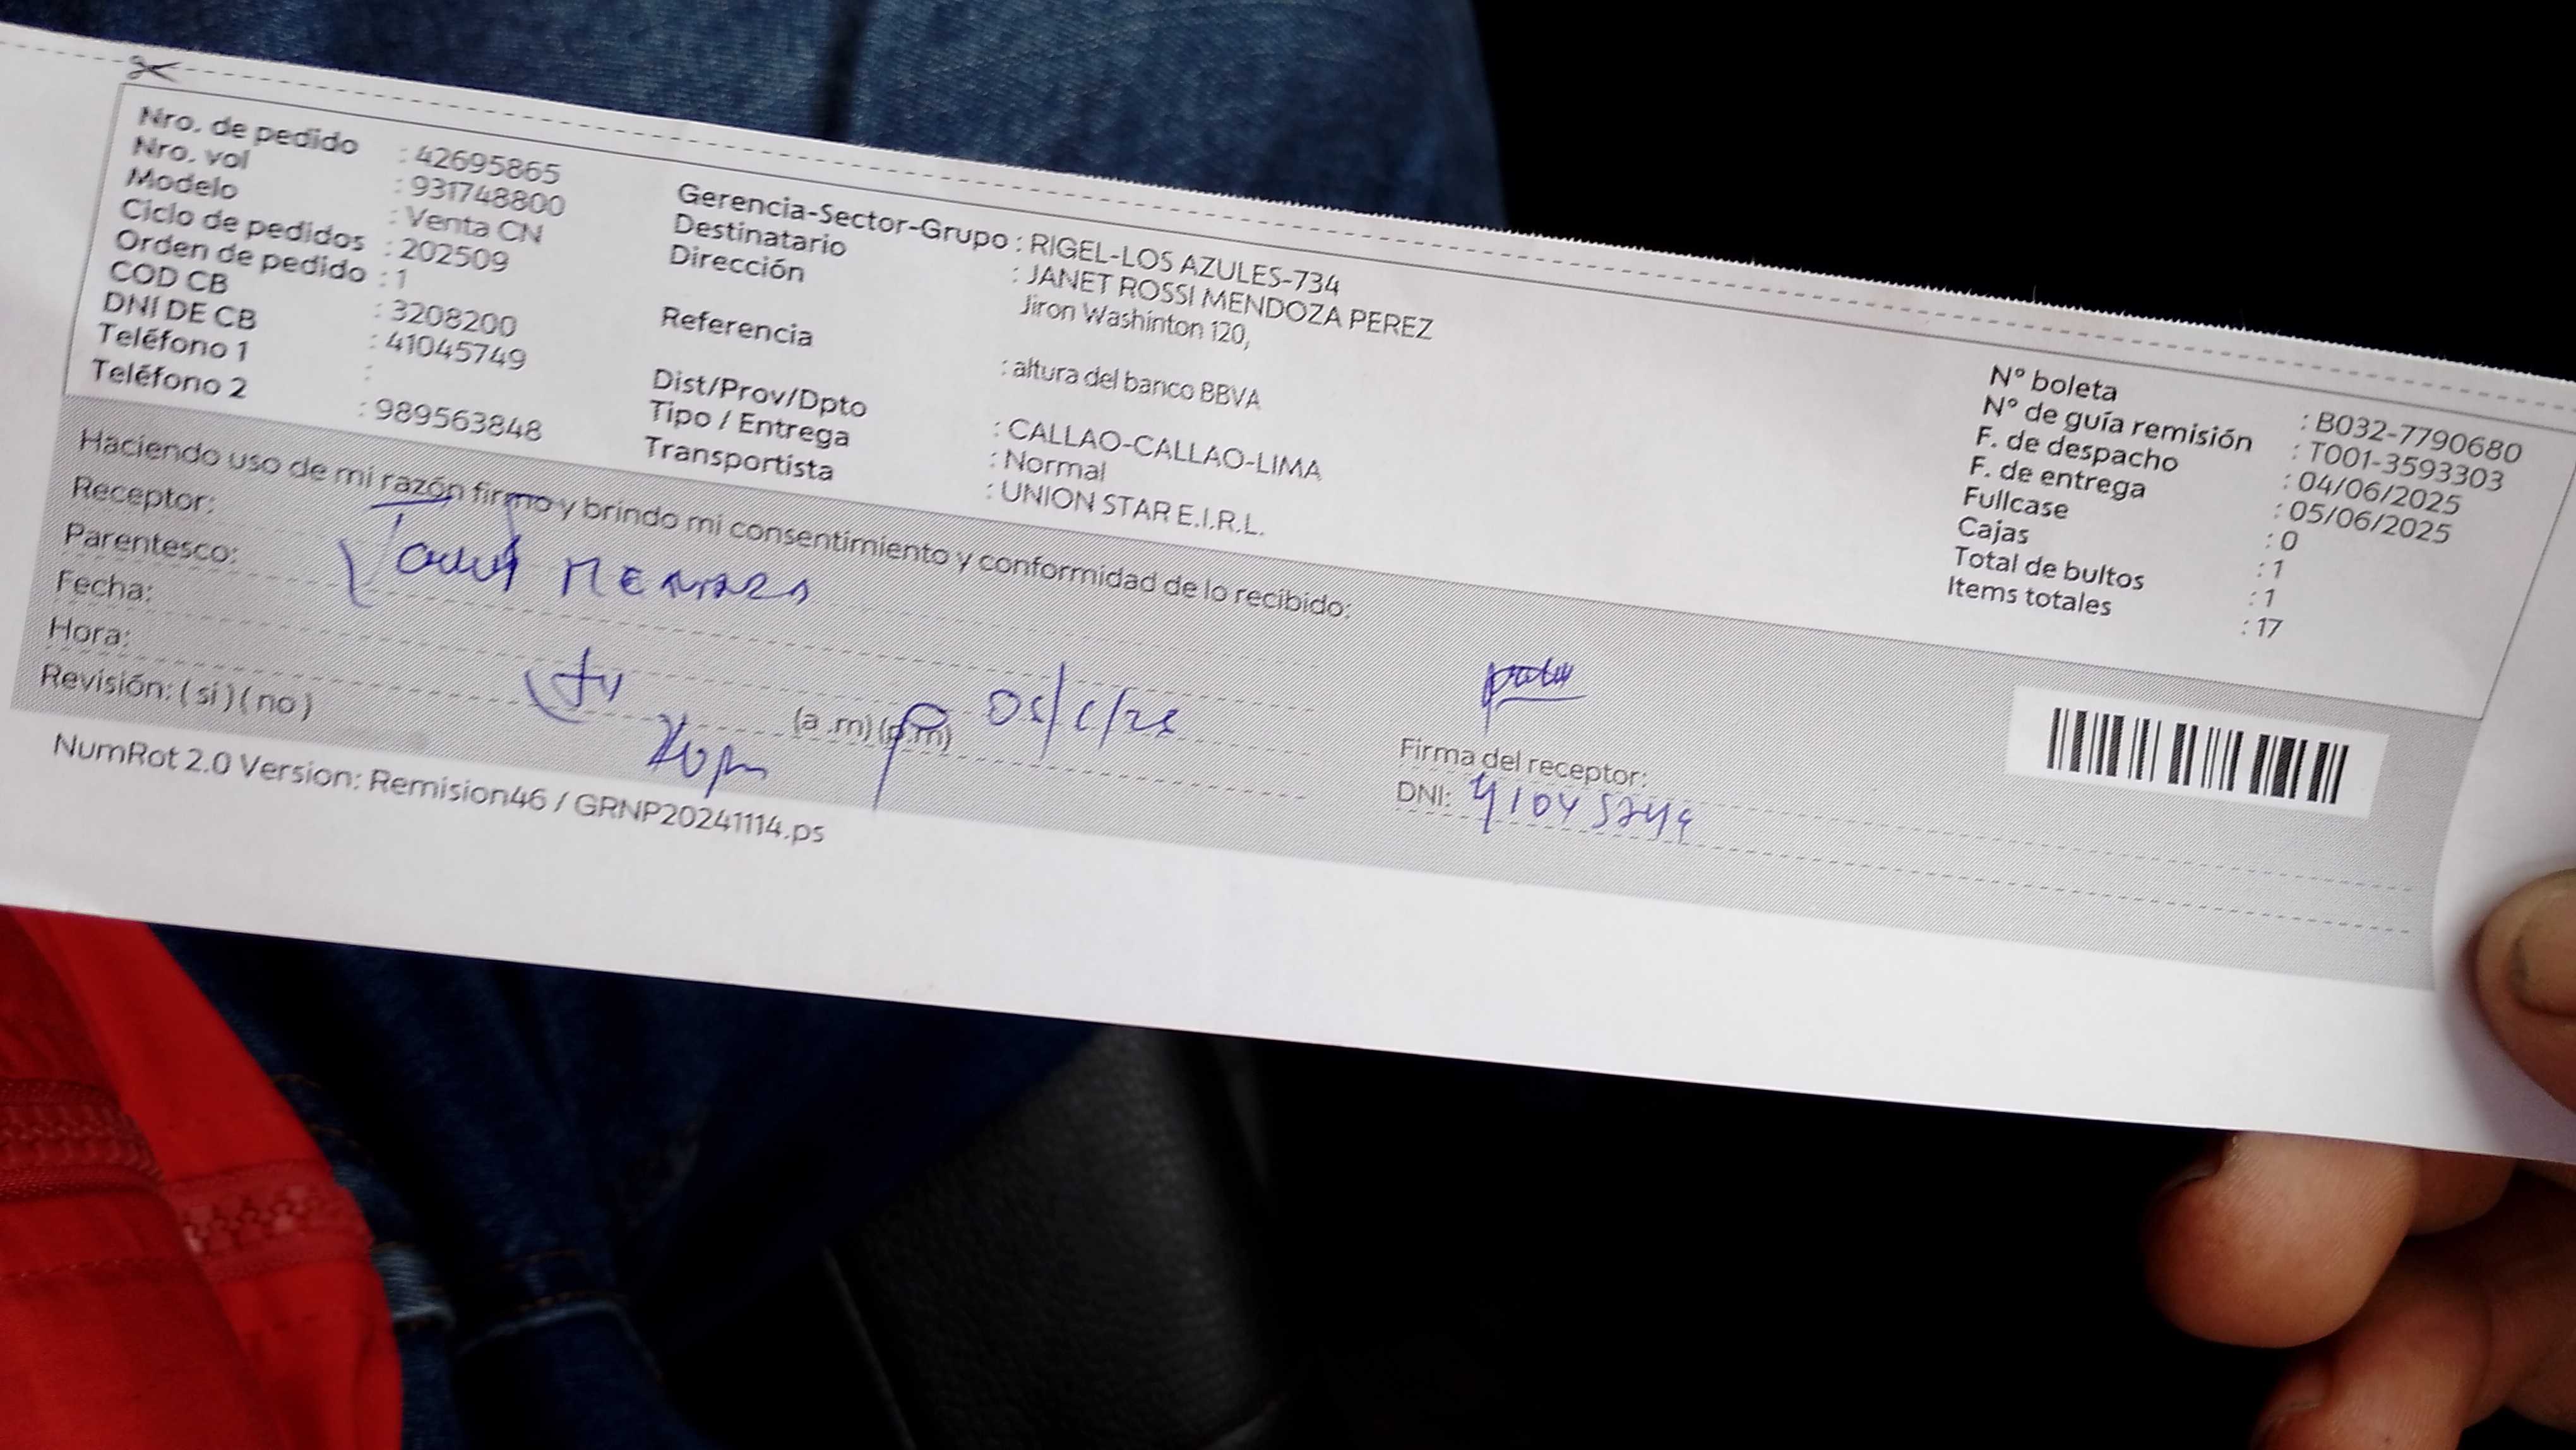 Nro. de pedido : 42695865
Nro. vol : 931748800
Modelo : Venta CN
Ciclo de pedidos : 202509
Orden de pedido : 1
COD CB : 3208200
DNI DE CB : 41045749
Teléfono 1 :
Teléfono 2 : 989563848
Gerencia-Sector-Grupo : RIGEL-LOS AZULES-734
Destinatario : JANET ROSSI MENDOZA PEREZ
Dirección Jiron Washinton 120,
Referencia : altura del banco BBVA
Dist/Prov/Dpto : CALLAO-CALLAO-LIMA
Tipo / Entrega : Normal
Transportista : UNION STAR E.I.R.L.
N° boleta : B032-7790680
N° de guía remisión : T001-3593303
F. de despacho : 04/06/2025
F. de entrega : 05/06/2025
Fullcase : 0
Cajas : 1
Total de bultos : 1
Items totales : 17
Haciendo uso de mi razón firmo y brindo mi consentimiento y conformidad de lo recibido:
Receptor:
Parentesco:
Fecha:
Hora: (a .m) (p.m)
Revisión: ( si ) ( no )
Firma del receptor:
DNI: 41045749
NumRot 2.0 Version: Remision46 / GRNP20241114.ps